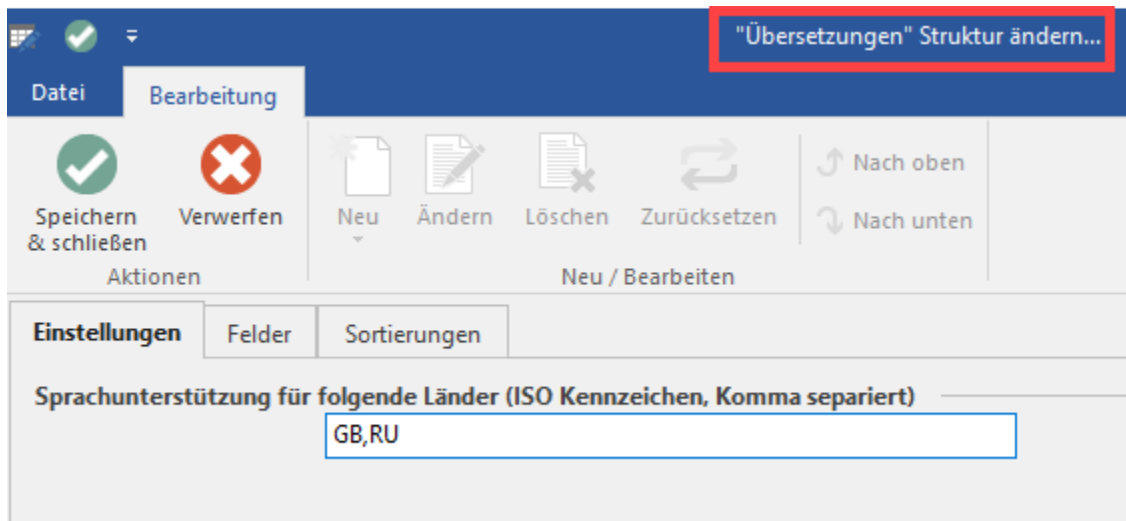 "Übersetzungen" Struktur ändern...
Datei
Bearbeitung
Speichern
& schließen
Verwerfen
Neu
Ändern
Löschen
Zurücksetzen
Nach oben
Nach unten
Aktionen
Neu / Bearbeiten
Einstellungen
Felder
Sortierungen
Sprachunterstützung für folgende Länder (ISO Kennzeichen, Komma separiert)
GB,RU